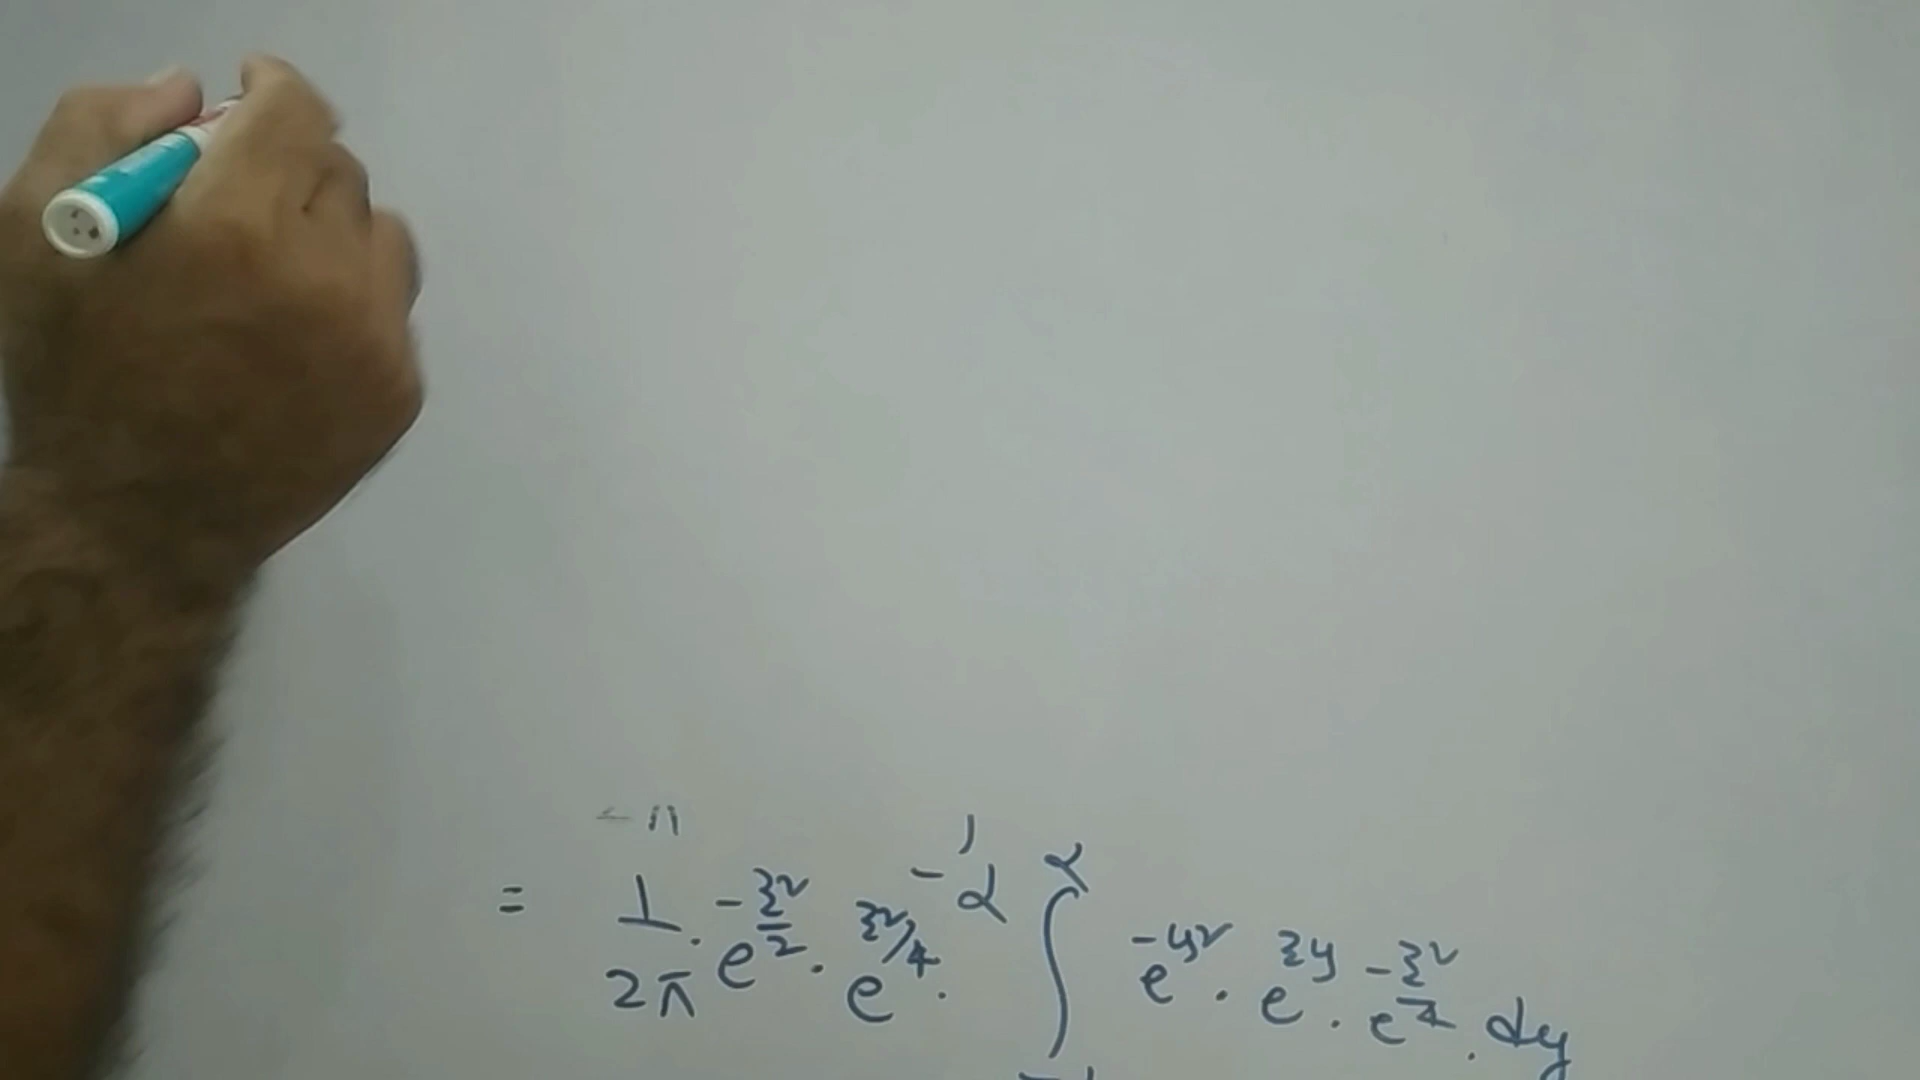 = 1/2π · e^{-z²/2} · e^{z²/4} · ∫_{-α}^{α} e^{-y²} · e^{zy} · e^{-z²/4} · dy